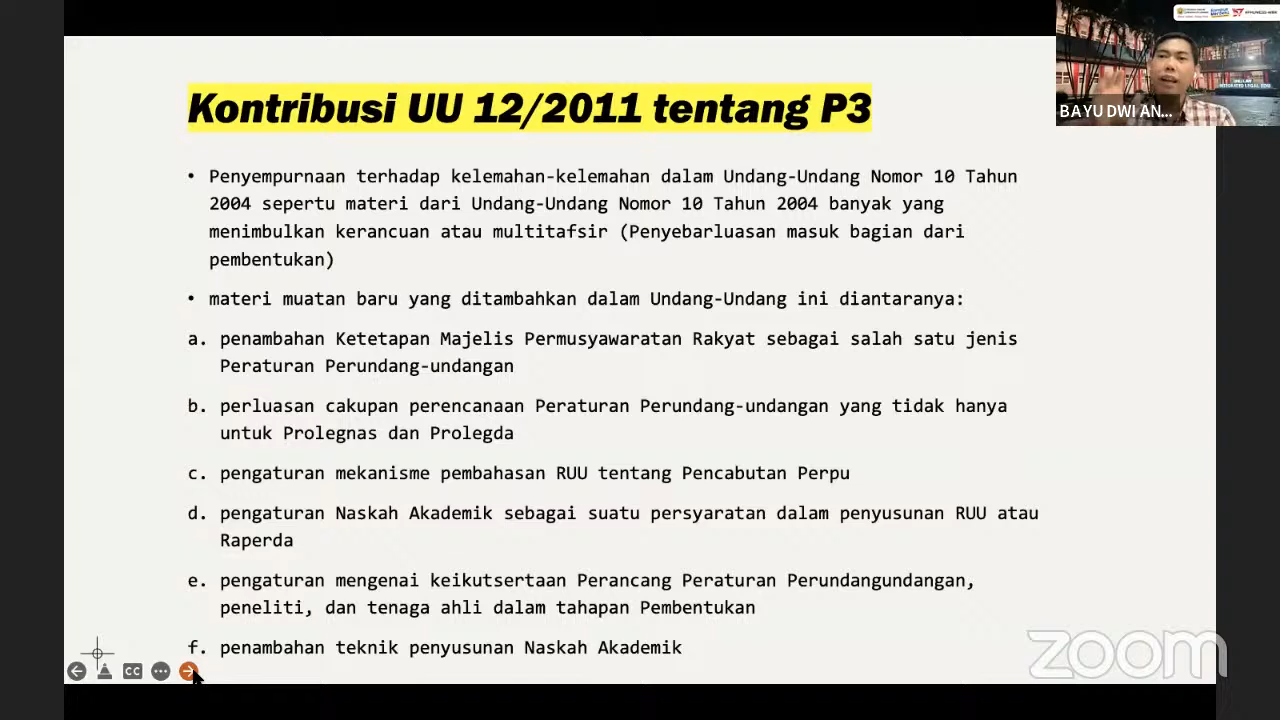 Kontribusi UU 12/2011 tentang P3
• Penyempurnaan terhadap kelemahan-kelemahan dalam Undang-Undang Nomor 10 Tahun
2004 sepertu materi dari Undang-Undang Nomor 10 Tahun 2004 banyak yang
menimbulkan kerancuan atau multitafsir (Penyebarluasan masuk bagian dari
pembentukan)
• materi muatan baru yang ditambahkan dalam Undang-Undang ini diantaranya:
a. penambahan Ketetapan Majelis Permusyawaratan Rakyat sebagai salah satu jenis
Peraturan Perundang-undangan
b. perluasan cakupan perencanaan Peraturan Perundang-undangan yang tidak hanya
untuk Prolegnas dan Prolegda
c. pengaturan mekanisme pembahasan RUU tentang Pencabutan Perpu
d. pengaturan Naskah Akademik sebagai suatu persyaratan dalam penyusunan RUU atau
Raperda
e. pengaturan mengenai keikutsertaan Perancang Peraturan Perundangundangan,
peneliti, dan tenaga ahli dalam tahapan Pembentukan
f. penambahan teknik penyusunan Naskah Akademik
BAYU DWI AN...
CC
zoom